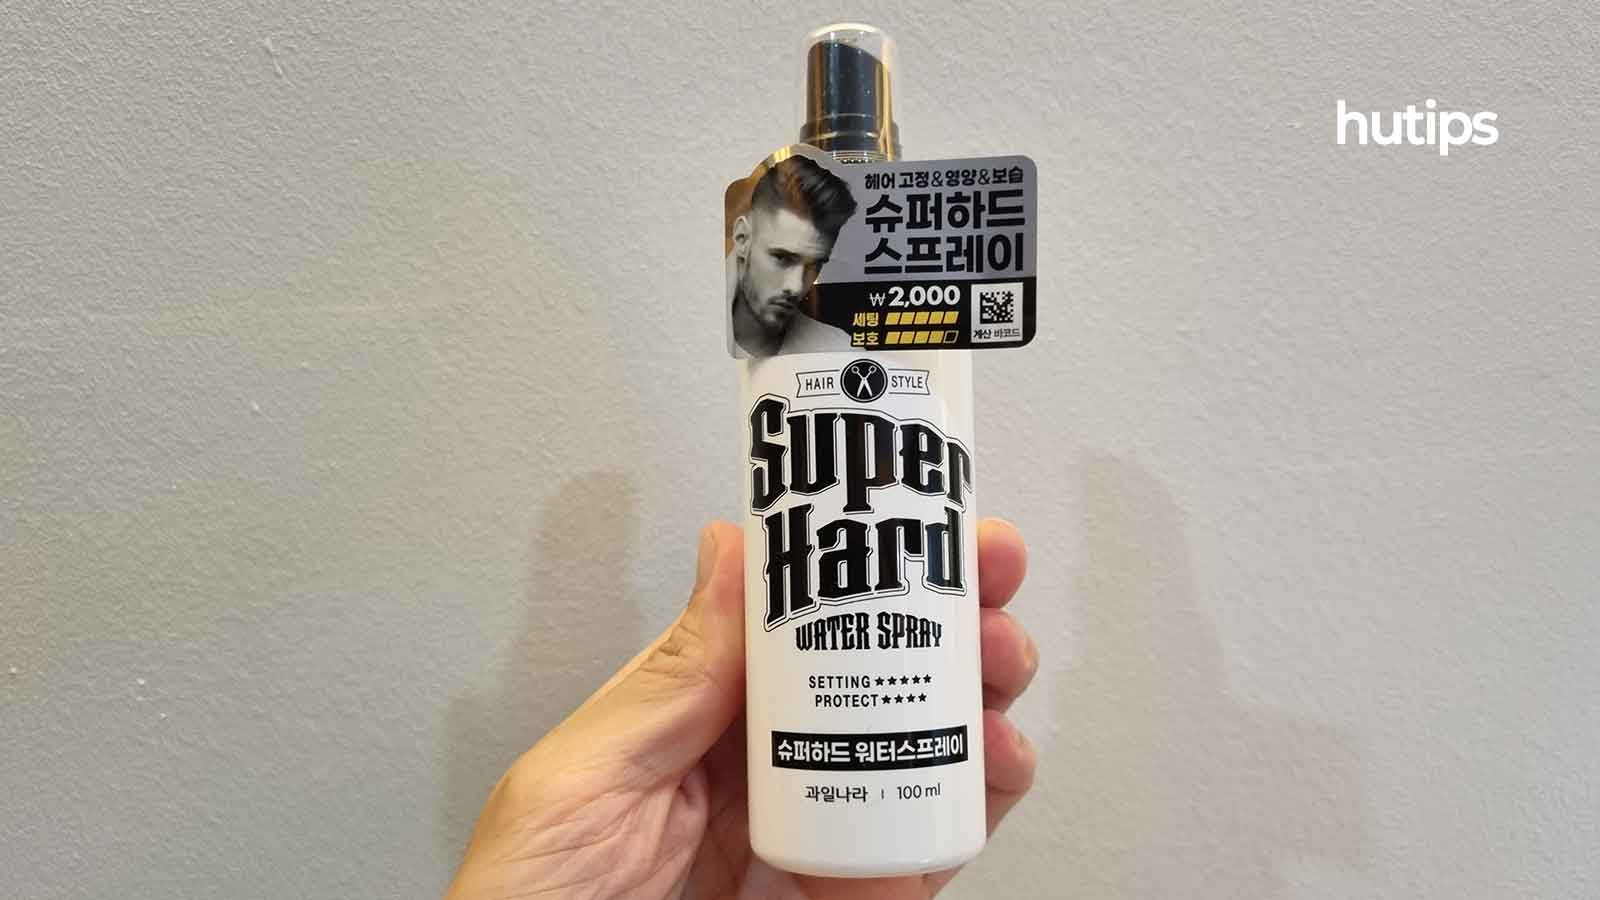 hutips
헤어 고정&영양&보습
슈퍼하드
스프레이
₩2,000
세팅
보호
계산 바코드
HAIR STYLE
Super
Hard
WATER SPRAY
SETTING★★★★★
PROTECT★★★★
슈퍼하드 워터스프레이
과일나라 | 100 ml